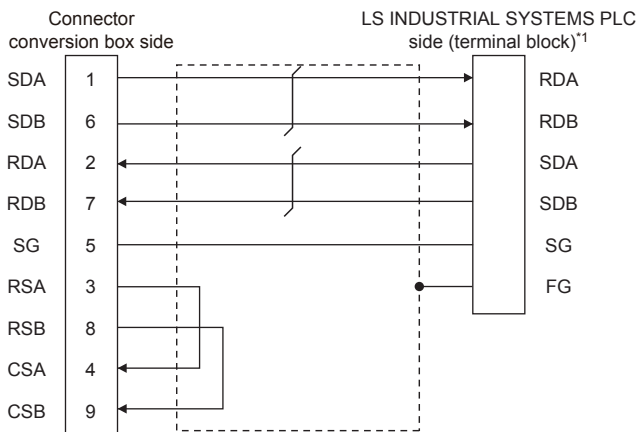 Connector
conversion box side
LS INDUSTRIAL SYSTEMS PLC
side (terminal block)*1
SDA 1 RDA
SDB 6 RDB
RDA 2 SDA
RDB 7 SDB
SG 5 SG
RSA 3 FG
RSB 8
CSA 4
CSB 9